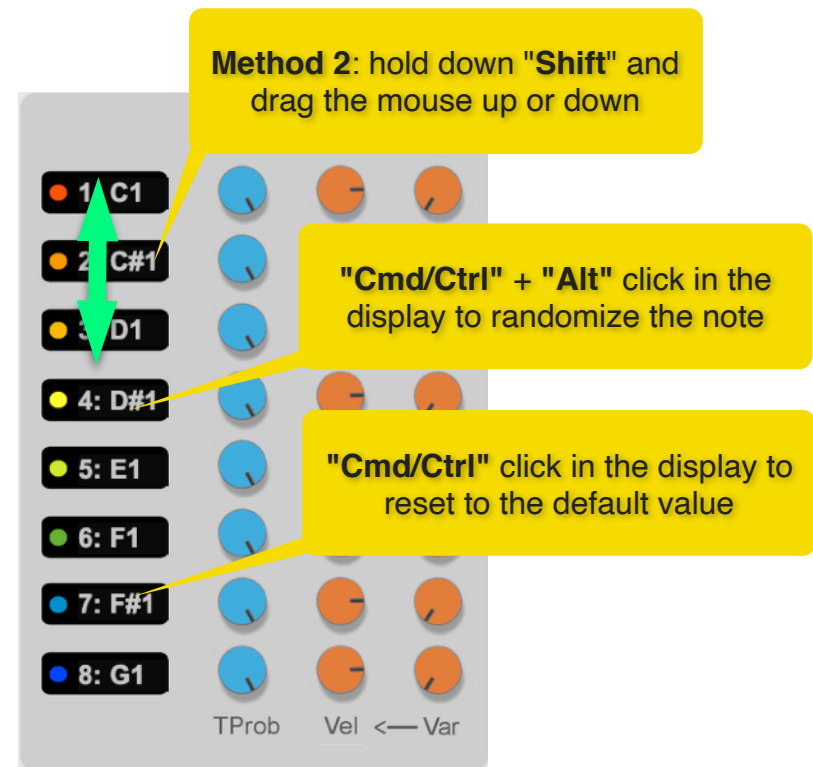 Method 2: hold down "Shift" and
drag the mouse up or down
1: C1
2: C#1
"Cmd/Ctrl" + "Alt" click in the
display to randomize the note
3: D1
4: D#1
"Cmd/Ctrl" click in the display to
reset to the default value
5: E1
6: F1
7: F#1
8: G1
TProb Vel <— Var